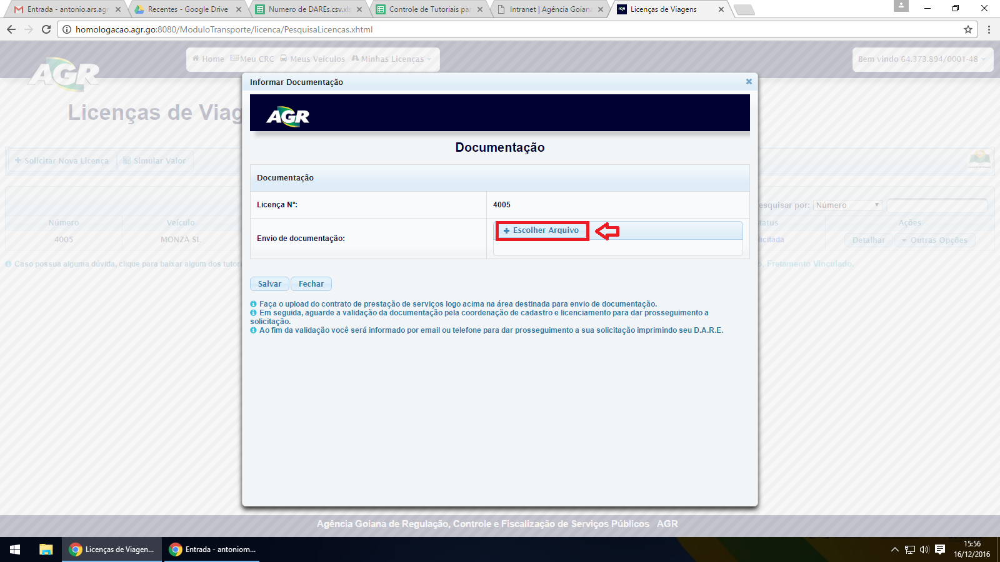 Entrada - antonio.ars.agr
Recentes - Google Drive
Numero de DAREs.csv.xls
Controle de Tutoriais par
Intranet | Agência Goiana
Licenças de Viagens
homologacao.agr.go:8080/ModuloTransporte/licenca/PesquisaLicencas.xhtml
AGR
Home
Meu CRC
Meus Veículos
Minhas Licenças
Bem vindo 64.373.894/0001-48
Licenças de Viag
Informar Documentação
AGR
Documentação
Solicitar Nova Licença
Simular Valor
Documentação
Licença Nº:
4005
esquisar por:
Número
Número
Veículo
tatus
Ações
4005
MONZA SL
Envio de documentação:
Escolher Arquivo
licitada
Detalhar
Outras Opções
Caso possua alguma dúvida, clique para baixar algum dos tutor
o, Fretamento Vinculado.
Salvar
Fechar
Faça o upload do contrato de prestação de serviços logo acima na área destinada para envio de documentação.
Em seguida, aguarde a validação da documentação pela coordenação de cadastro e licenciamento para dar prosseguimento a
solicitação.
Ao fim da validação você será informado por email ou telefone para dar prosseguimento a sua solicitação imprimindo seu D.A.R.E.
Agência Goiana de Regulação, Controle e Fiscalização de Serviços Públicos AGR
Licenças de Viagen...
Entrada - antoniom...
15:56
16/12/2016